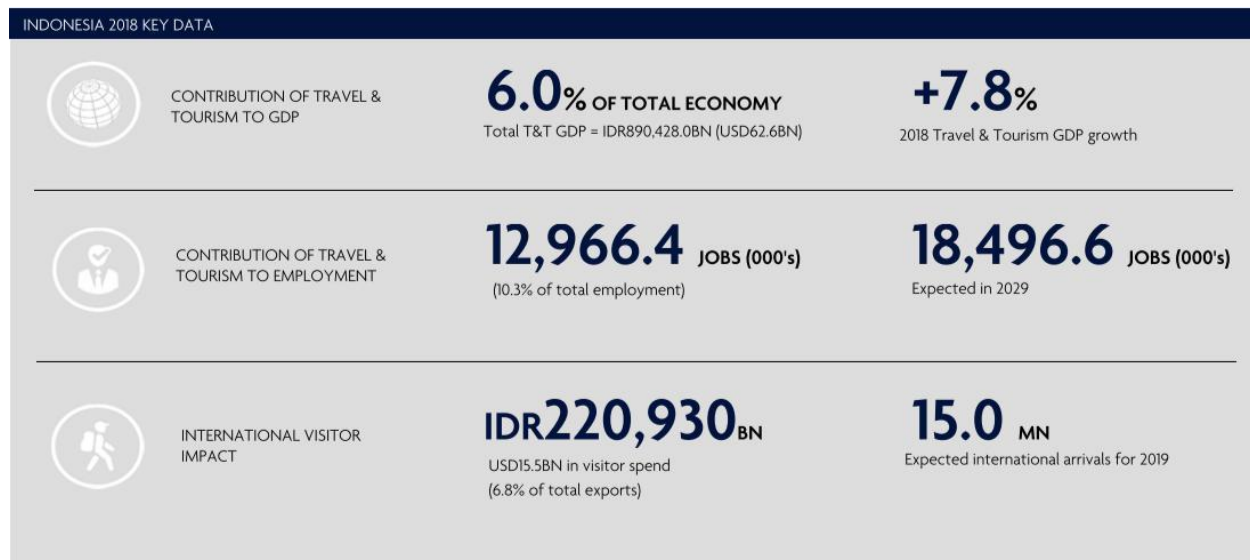 INDONESIA 2018 KEY DATA
CONTRIBUTION OF TRAVEL &
TOURISM TO GDP
6.0% OF TOTAL ECONOMY
Total T&T GDP = IDR890,428.0BN (USD62.6BN)
+7.8%
2018 Travel & Tourism GDP growth
CONTRIBUTION OF TRAVEL &
TOURISM TO EMPLOYMENT
12,966.4 JOBS (000's)
(10.3% of total employment)
18,496.6 JOBS (000's)
Expected in 2029
INTERNATIONAL VISITOR
IMPACT
IDR220,930BN
USD15.5BN in visitor spend
(6.8% of total exports)
15.0 MN
Expected international arrivals for 2019